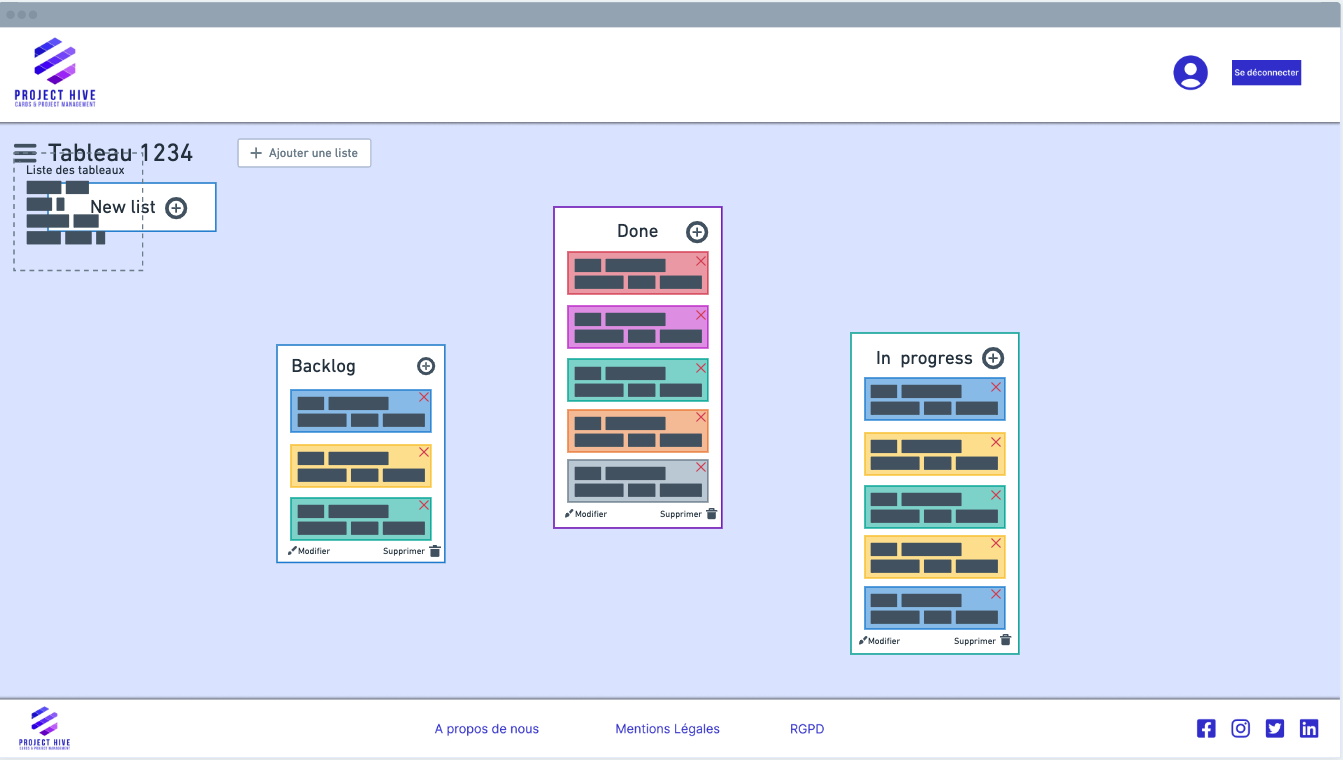 PROJECT HIVE
CARDS & PROJECT MANAGEMENT
Se déconnecter
Tableau 1234
Ajouter une liste
Liste des tableaux
New list
Done
Modifier
Supprimer
Backlog
Modifier
Supprimer
In progress
Modifier
Supprimer
PROJECT HIVE
CARDS & PROJECT MANAGEMENT
A propos de nous
Mentions Légales
RGPD